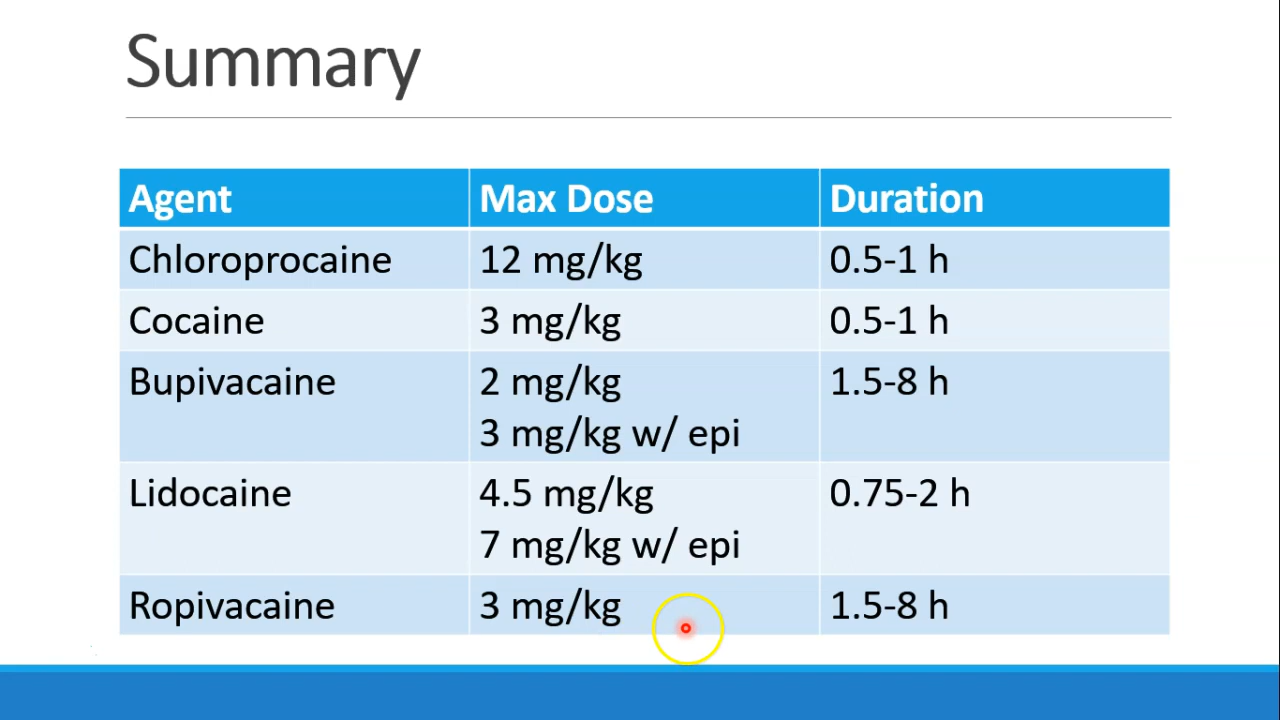 Summary
Agent Max Dose Duration
Chloroprocaine 12 mg/kg 0.5-1 h
Cocaine 3 mg/kg 0.5-1 h
Bupivacaine 2 mg/kg 1.5-8 h
3 mg/kg w/ epi
Lidocaine 4.5 mg/kg 0.75-2 h
7 mg/kg w/ epi
Ropivacaine 3 mg/kg 1.5-8 h